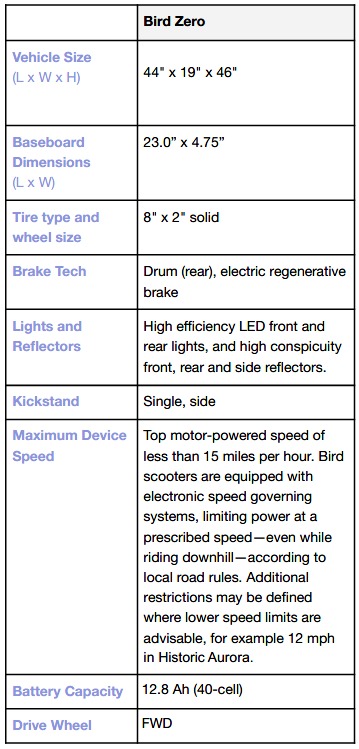 Bird Zero
Vehicle Size
(L x W x H)
44" x 19" x 46"
Baseboard
Dimensions
(L x W)
23.0” x 4.75”
Tire type and
wheel size
8" x 2" solid
Brake Tech
Drum (rear), electric regenerative
brake
Lights and
Reflectors
High efficiency LED front and
rear lights, and high conspicuity
front, rear and side reflectors.
Kickstand
Single, side
Maximum Device
Speed
Top motor-powered speed of
less than 15 miles per hour. Bird
scooters are equipped with
electronic speed governing
systems, limiting power at a
prescribed speed—even while
riding downhill—according to
local road rules. Additional
restrictions may be defined
where lower speed limits are
advisable, for example 12 mph
in Historic Aurora.
Battery Capacity
12.8 Ah (40-cell)
Drive Wheel
FWD